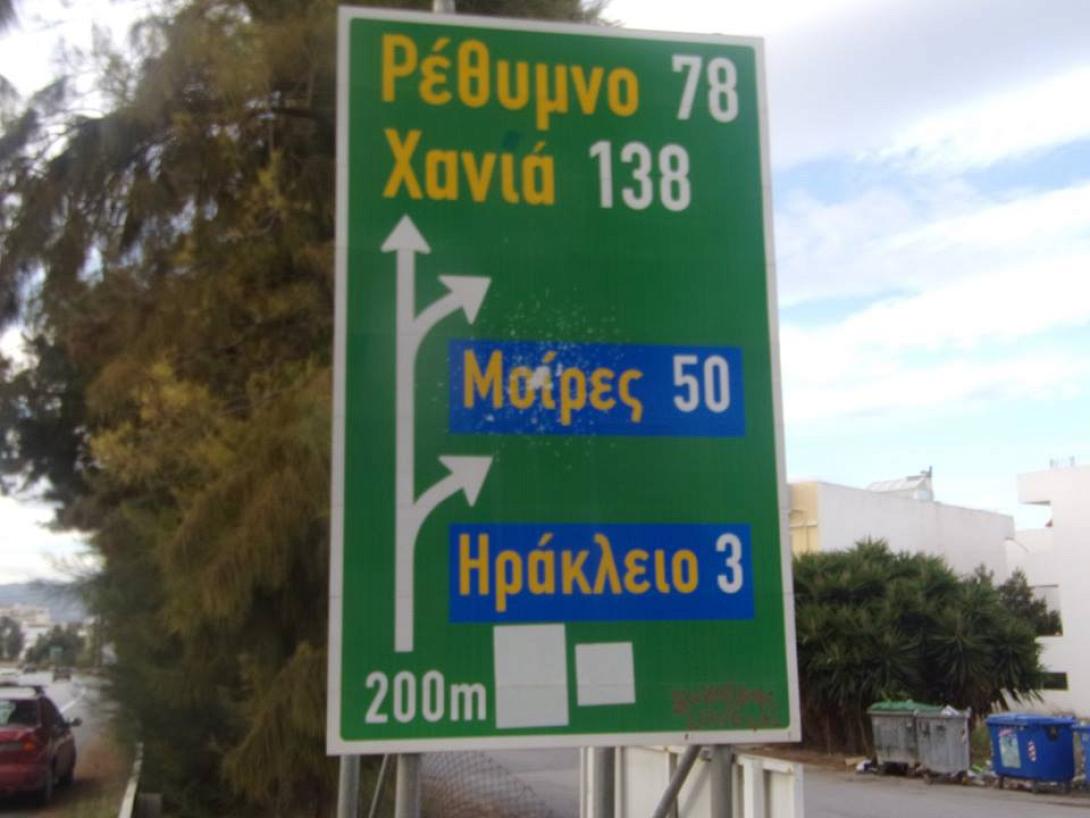 Ρέθυμνο 78
Χανιά 138
Μοίρες 50
Ηράκλειο 3
200m